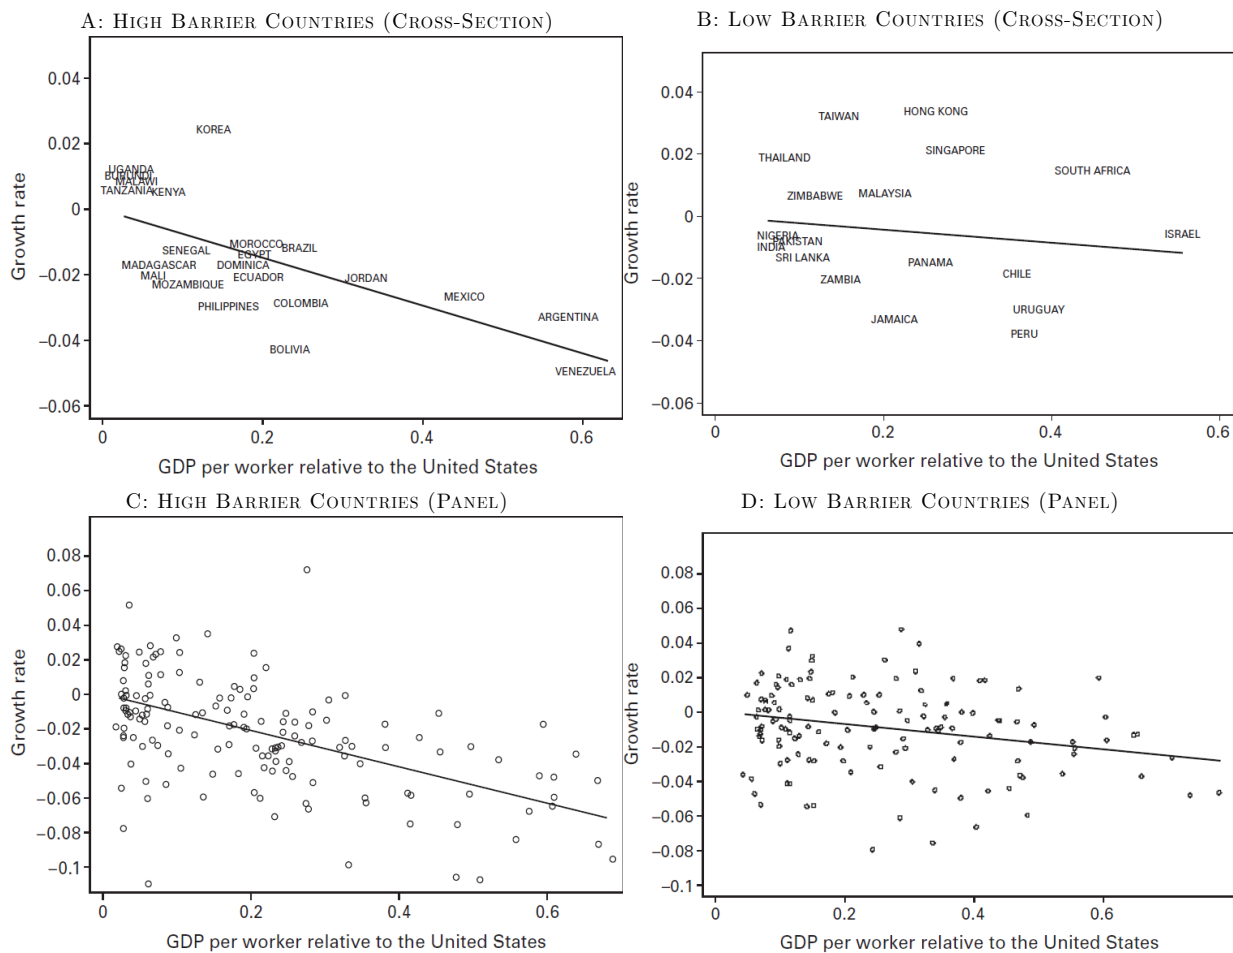 A: HIGH BARRIER COUNTRIES (CROSS-SECTION)
0.04
0.02
0
−0.02
−0.04
−0.06
Growth rate
KOREA
UGANDA
BURUNDI
MALAWI
TANZANIA
KENYA
MOROCCO
SENEGAL
BRAZIL
EGYPT
MADAGASCAR
DOMINICA
MALI
ECUADOR
JORDAN
MOZAMBIQUE
MEXICO
PHILIPPINES
COLOMBIA
ARGENTINA
BOLIVIA
VENEZUELA
0 0.2 0.4 0.6
GDP per worker relative to the United States
B: LOW BARRIER COUNTRIES (CROSS-SECTION)
0.04
0.02
0
−0.02
−0.04
−0.06
Growth rate
HONG KONG
TAIWAN
SINGAPORE
THAILAND
SOUTH AFRICA
MALAYSIA
ZIMBABWE
NIGERIA
ISRAEL
PAKISTAN
INDIA
SRI LANKA
PANAMA
CHILE
ZAMBIA
URUGUAY
JAMAICA
PERU
0 0.2 0.4 0.6
GDP per worker relative to the United States
C: HIGH BARRIER COUNTRIES (PANEL)
0.08
0.06
0.04
0.02
0
−0.02
−0.04
−0.06
−0.08
−0.1
Growth rate
0 0.2 0.4 0.6
GDP per worker relative to the United States
D: LOW BARRIER COUNTRIES (PANEL)
0.08
0.06
0.04
0.02
0
−0.02
−0.04
−0.06
−0.08
−0.1
Growth rate
0 0.2 0.4 0.6
GDP per worker relative to the United States